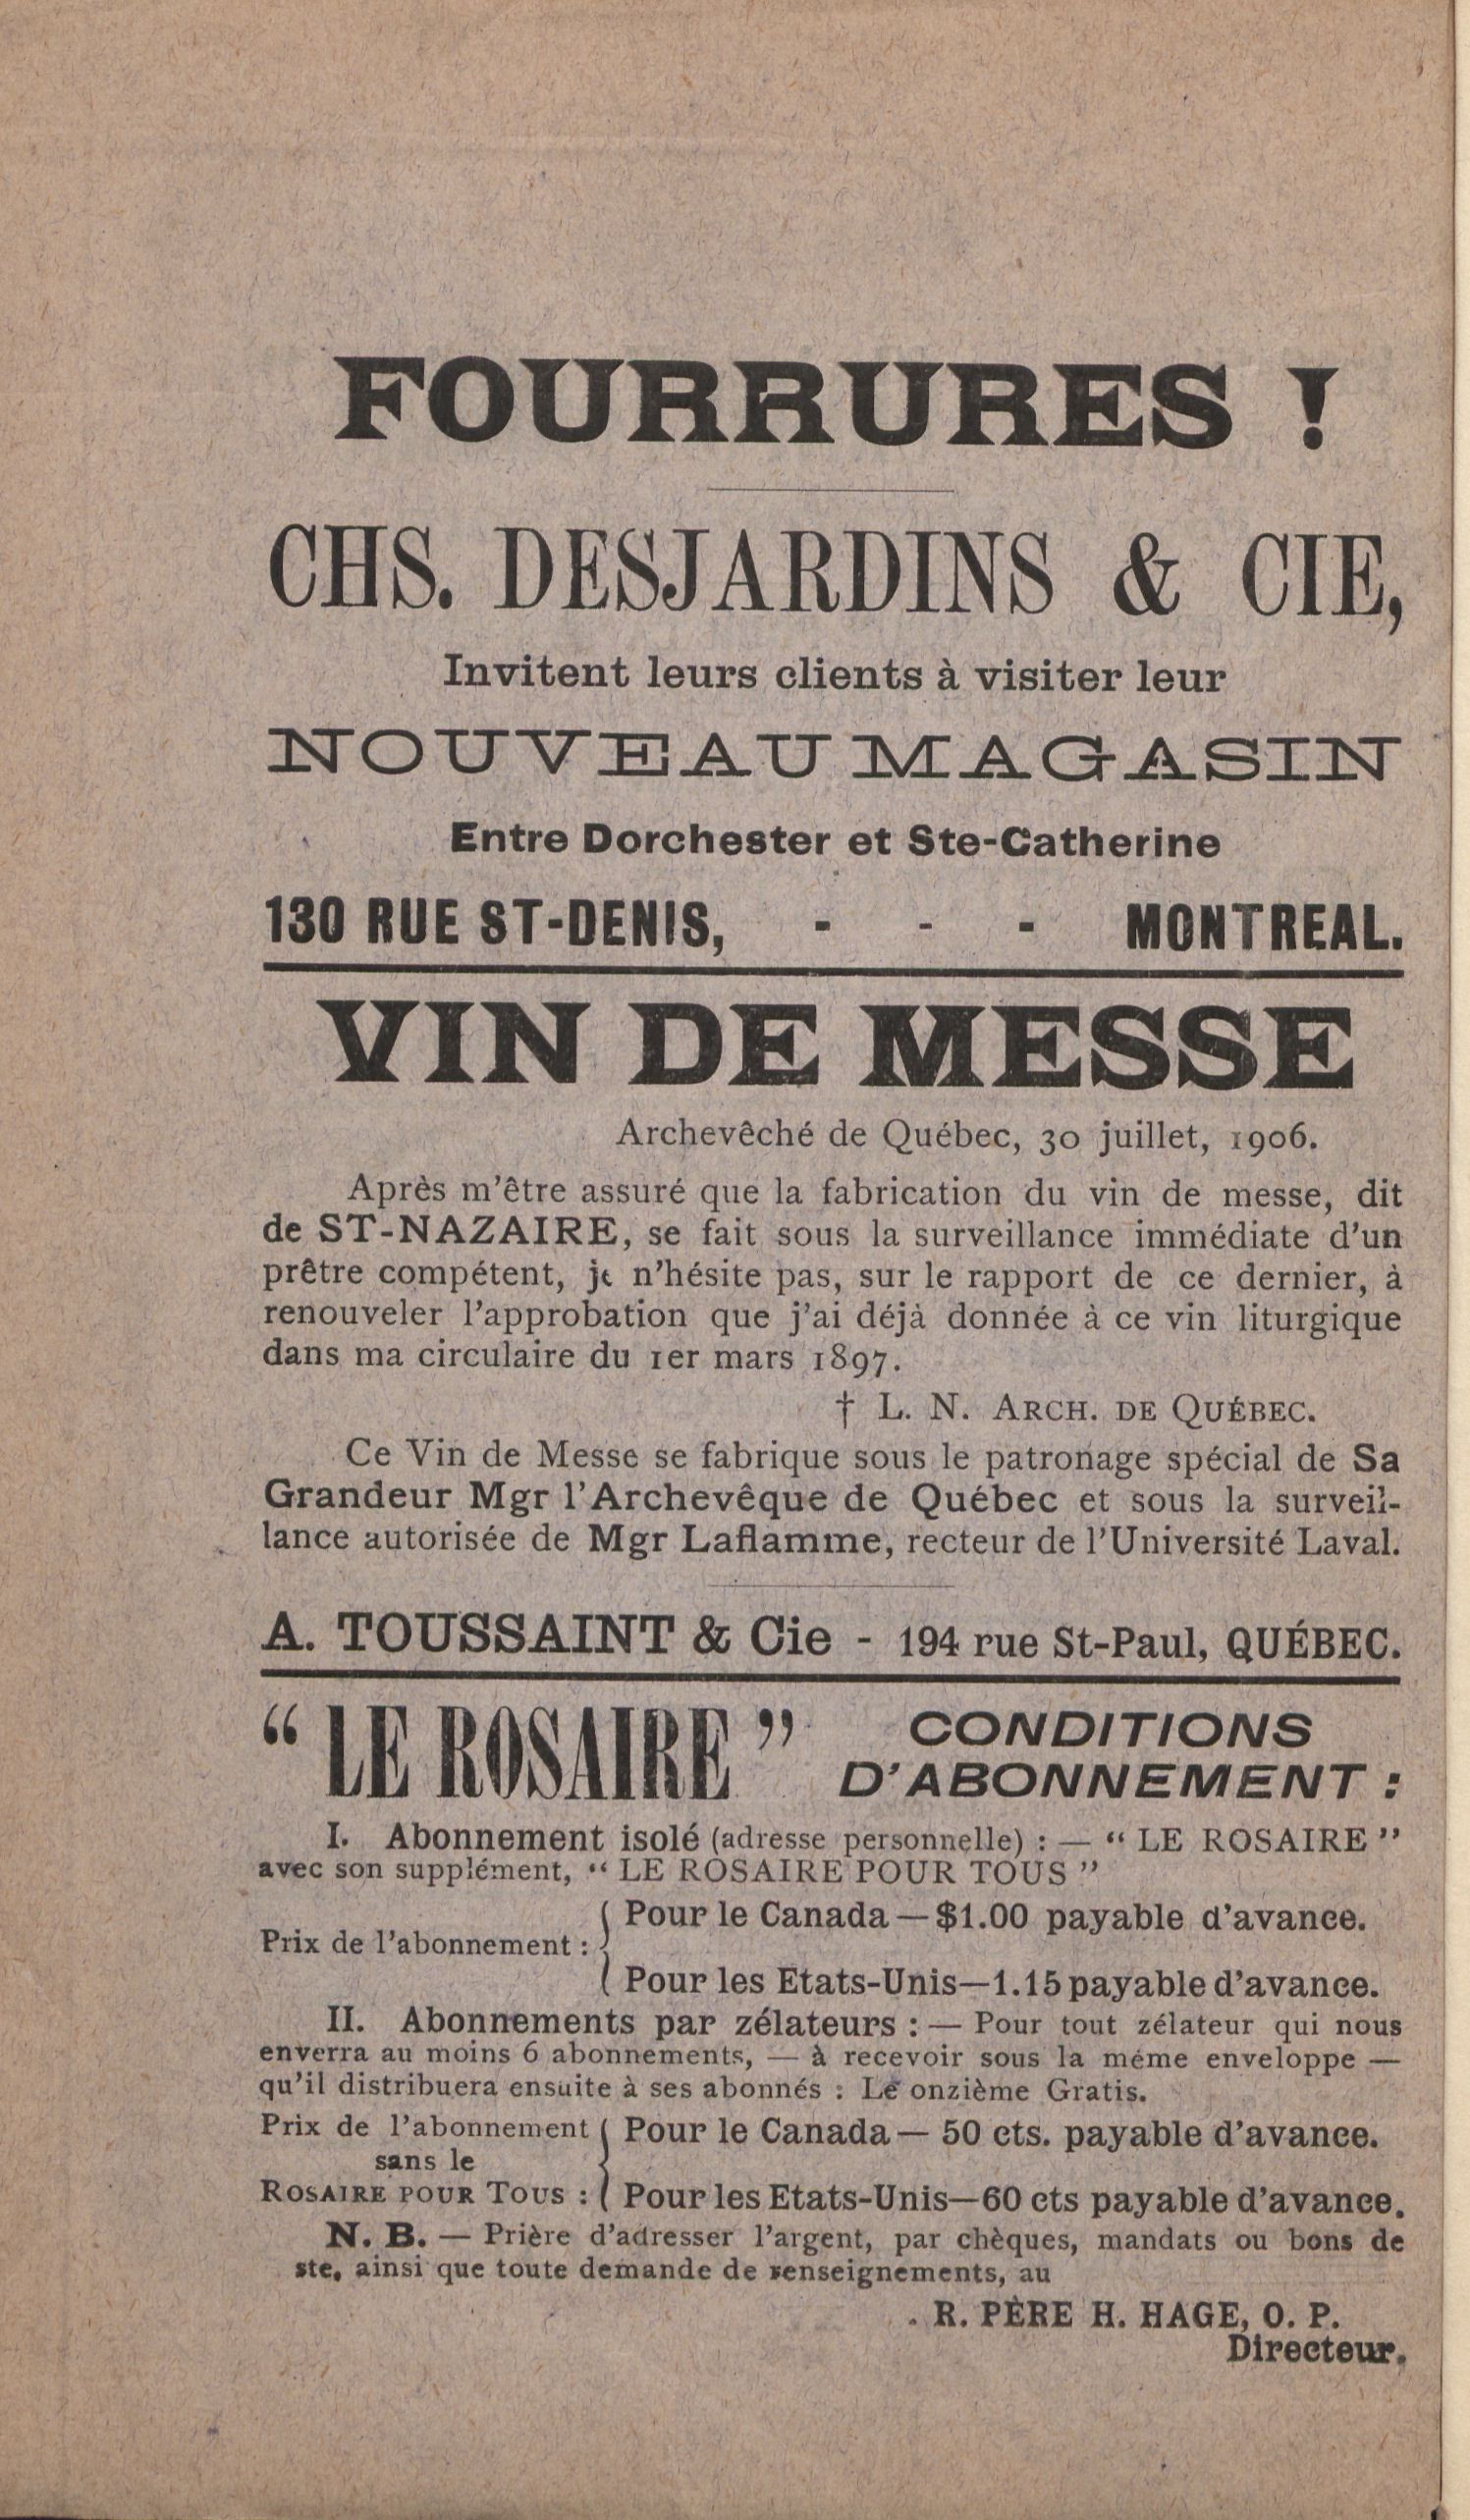 FOURRURES !
CHS. DESJARDINS & CIE,
Invitent leurs clients à visiter leur
NOUVEAU MAGASIN
Entre Dorchester et Ste-Catherine
130 RUE ST-DENIS, - - - MONTREAL.
VIN DE MESSE
Archevêché de Québec, 30 juillet, 1906.
Après m'être assuré que la fabrication du vin de messe, dit
de ST-NAZAIRE, se fait sous la surveillance immédiate d'un
prêtre compétent, je n'hésite pas, sur le rapport de ce dernier, à
renouveler l'approbation que j'ai déjà donnée à ce vin liturgique
dans ma circulaire du 1er mars 1897.
† L. N. ARCH. DE QUÉBEC.
Ce Vin de Messe se fabrique sous le patronage spécial de Sa
Grandeur Mgr l'Archevêque de Québec et sous la surveil-
lance autorisée de Mgr Laflamme, recteur de l'Université Laval.
A. TOUSSAINT & Cie - 194 rue St-Paul, QUÉBEC.
“ LE ROSAIRE ” CONDITIONS
D'ABONNEMENT :
I. Abonnement isolé (adresse personnelle) : — “ LE ROSAIRE ”
avec son supplément, “ LE ROSAIRE POUR TOUS ”
Pour le Canada — $1.00 payable d'avance.
Prix de l'abonnement :
Pour les Etats-Unis—1.15 payable d'avance.
II. Abonnements par zélateurs : — Pour tout zélateur qui nous
enverra au moins 6 abonnements, — à recevoir sous la même enveloppe —
qu'il distribuera ensuite à ses abonnés : Le onzième Gratis.
Prix de l'abonnement { Pour le Canada — 50 cts. payable d'avance.
sans le
ROSAIRE POUR TOUS : { Pour les Etats-Unis—60 cts payable d'avance.
N. B. — Prière d'adresser l'argent, par chèques, mandats ou bons de
ste, ainsi que toute demande de renseignements, au
R. PÈRE H. HAGE, O. P.
Directeur.